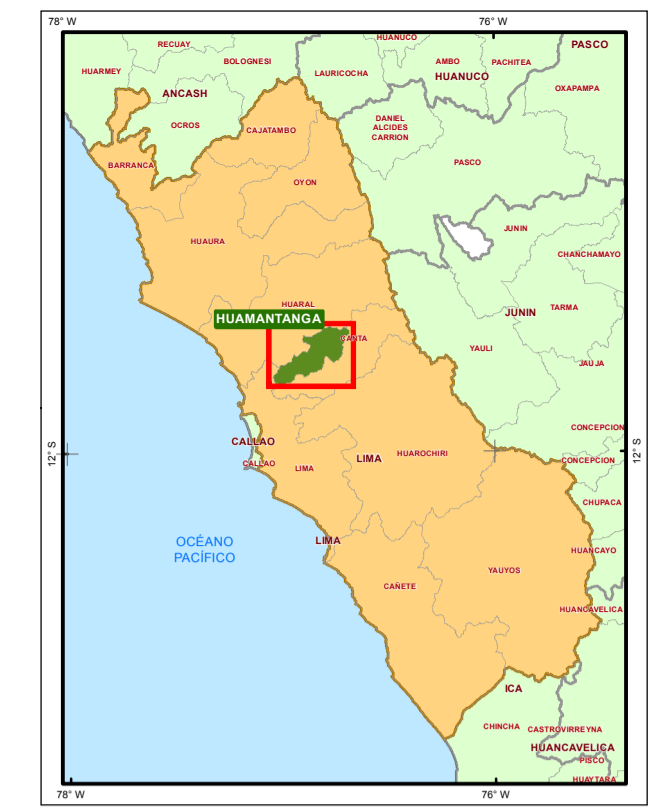 78° W
76° W
HUANUCO
RECUAY
PASCO
BOLOGNESI
AMBO
PACHITEA
HUARMEY
LAURICOCHA
HUANUCO
OXAPAMPA
ANCASH
DANIEL
ALCIDES
CARRION
OCROS
CAJATAMBO
BARRANCA
PASCO
OYON
JUNIN
HUAURA
CHANCHAMAYO
HUARAL
TARMA
JUNIN
HUAMANTANGA
CANTA
YAULI
JAUJA
CONCEPCION
CALLAO
12° S
12° S
HUAROCHIRI
LIMA
CONCEPCION
CALLAO
LIMA
CHUPACA
LIMA
OCÉANO
PACÍFICO
HUANCAYO
YAUYOS
CAÑETE
HUANCAVELICA
ICA
CHINCHA
CASTROVIRREYNA
HUANCAVELICA
PISCO
HUAYTARA
78° W
76° W